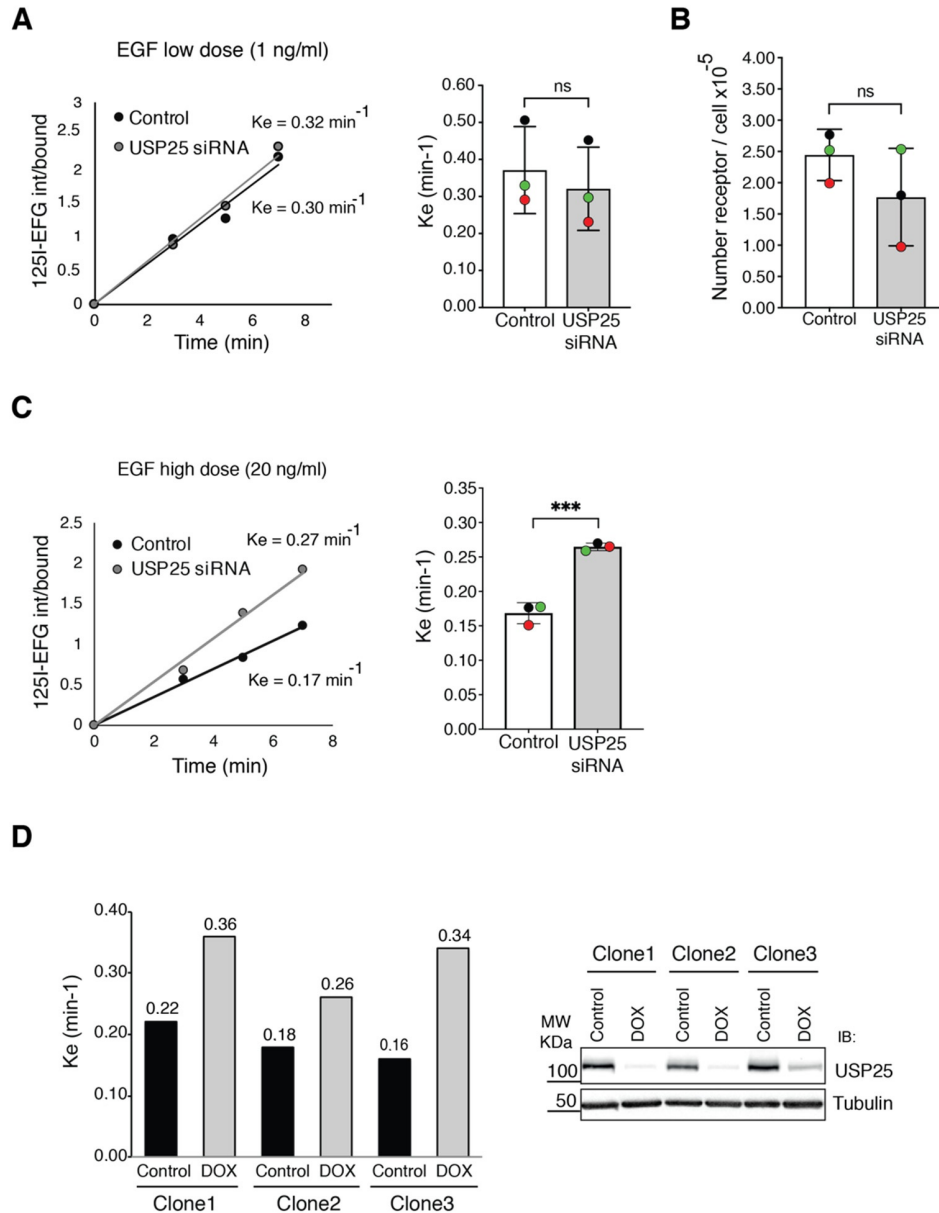 A
EGF low dose (1 ng/ml)
125I-EFG int/bound
3
2.5
2
1.5
1
0.5
0
Control
USP25 siRNA
Ke = 0.32 min-1
Ke = 0.30 min-1
0 2 4 6 8
Time (min)
Ke (min-1)
0.60
0.50
0.40
0.30
0.20
0.10
0.00
ns
Control USP25
siRNA
B
Number receptor / cell x10-5
4.00
3.50
3.00
2.50
2.00
1.50
1.00
0.50
0.00
ns
Control USP25
siRNA
C
EGF high dose (20 ng/ml)
125I-EFG int/bound
2.5
2
1.5
1
0.5
0
Control
USP25 siRNA
Ke = 0.27 min-1
Ke = 0.17 min-1
0 2 4 6 8
Time (min)
Ke (min-1)
0.35
0.30
0.25
0.20
0.15
0.10
0.05
0.00
***
Control USP25
siRNA
D
Ke (min-1)
0.40
0.30
0.20
0.10
0.00
0.22 0.36 0.18 0.26 0.16 0.34
Control DOX Control DOX Control DOX
Clone1 Clone2 Clone3
Clone1 Clone2 Clone3
Control DOX Control DOX Control DOX
MW
KDa
IB:
100 USP25
50 Tubulin